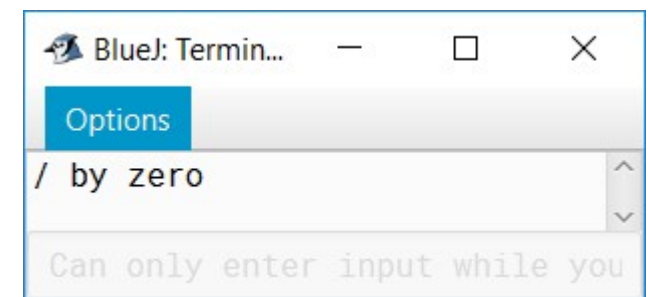 BlueJ: Termin...
Options
/ by zero
Can only enter input while you